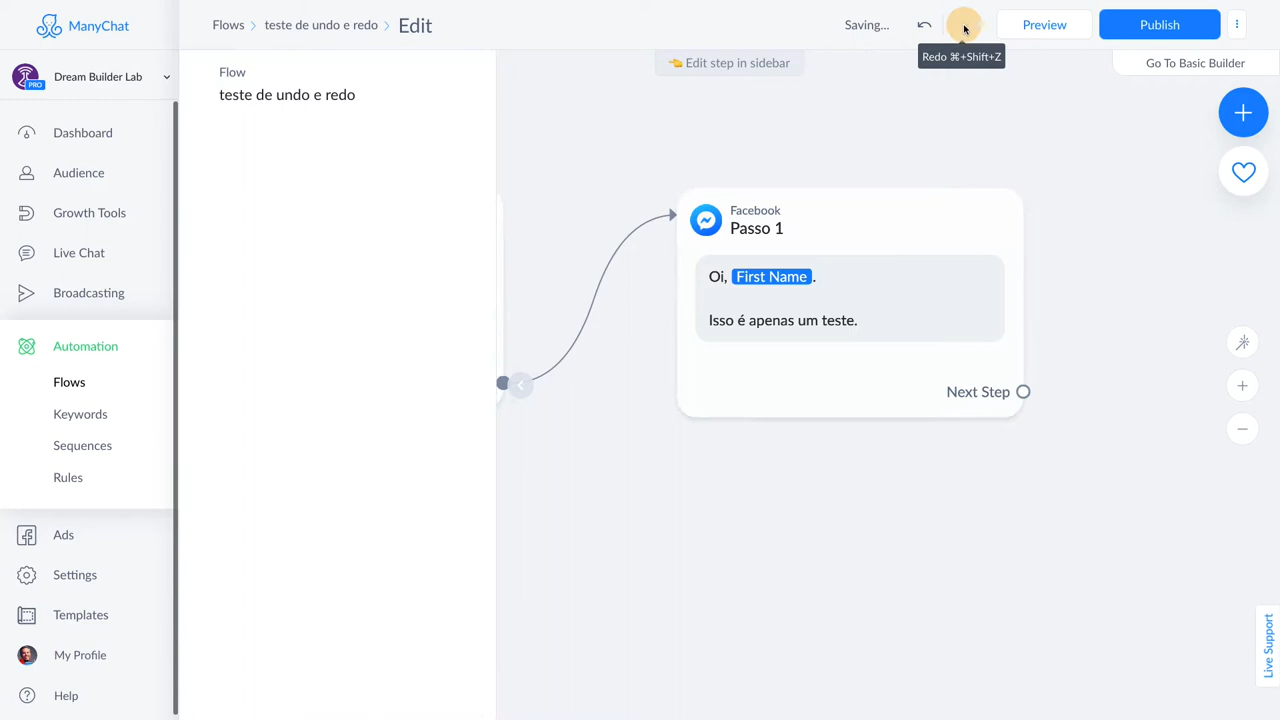 ManyChat
Flows
teste de undo e redo
Edit
Saving...
Preview
Publish
Redo ⌘+Shift+Z
Dream Builder Lab
PRO
Flow
teste de undo e redo
👈 Edit step in sidebar
Go To Basic Builder
Dashboard
Audience
Growth Tools
Live Chat
Broadcasting
Automation
Flows
Keywords
Sequences
Rules
Ads
Settings
Templates
My Profile
Help
Facebook
Passo 1
Oi, First Name.
Isso é apenas um teste.
Next Step
Live Support